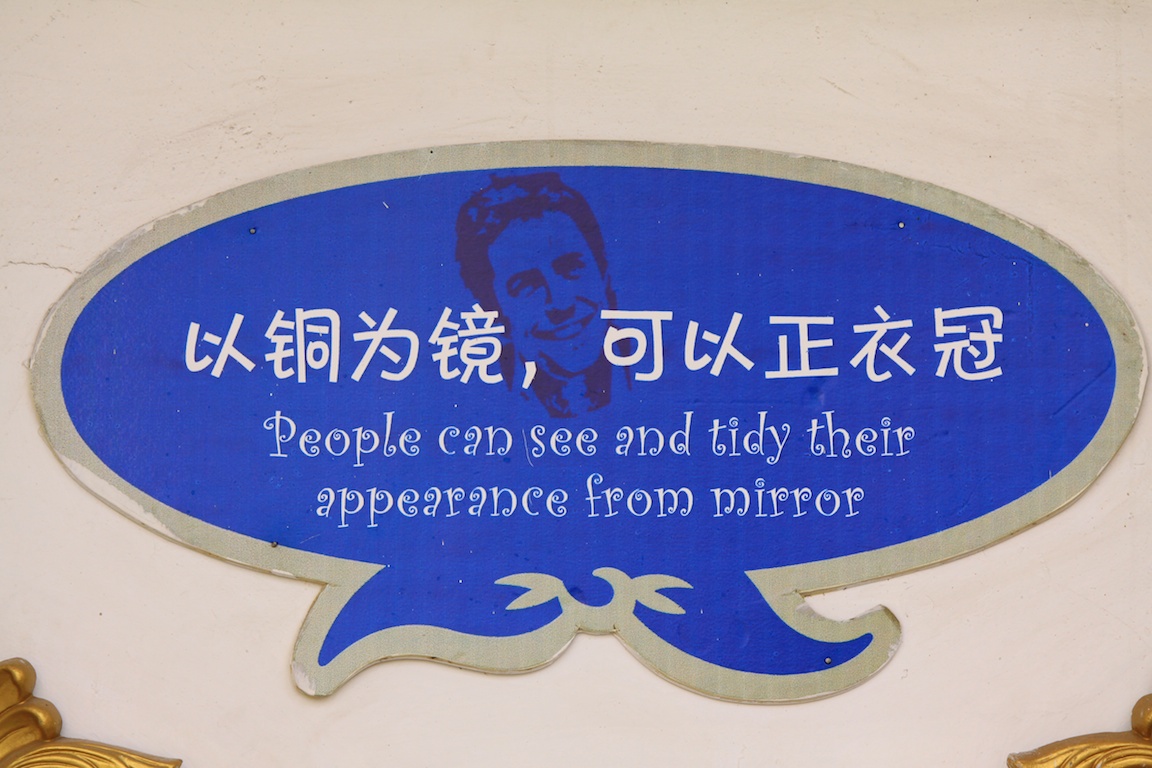 以铜为镜，可以正衣冠
People can see and tidy their
appearance from mirror